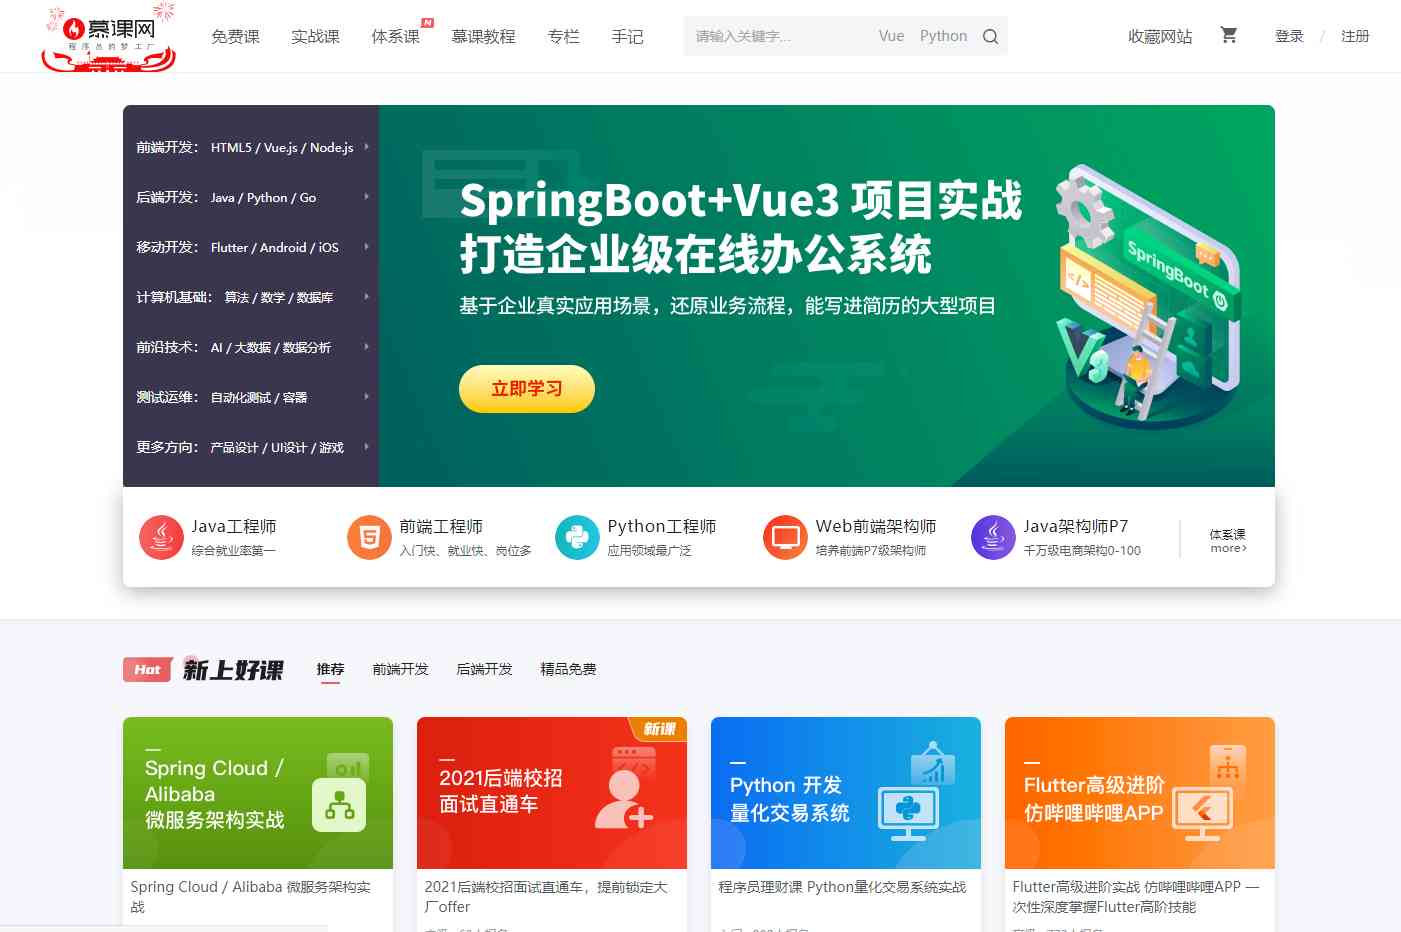 慕课网
程序员的梦工厂
免费课
实战课
体系课
N
慕课教程
专栏
手记
请输入关键字...
Vue
Python
收藏网站
登录
/
注册
前端开发： HTML5 / Vue.js / Node.js
后端开发： Java / Python / Go
移动开发： Flutter / Android / iOS
计算机基础： 算法 / 数学 / 数据库
前沿技术： AI / 大数据 / 数据分析
测试运维： 自动化测试 / 容器
更多方向： 产品设计 / UI设计 / 游戏
SpringBoot+Vue3 项目实战
打造企业级在线办公系统
基于企业真实应用场景，还原业务流程，能写进简历的大型项目
立即学习
SpringBoot
</>
V3
Java工程师
综合就业率第一
前端工程师
入门快、就业快、岗位多
Python工程师
应用领域最广泛
Web前端架构师
培养前端P7级架构师
Java架构师P7
千万级电商架构0-100
体系课
more>
Hot
新上好课
推荐
前端开发
后端开发
精品免费
Spring Cloud /
Alibaba
微服务架构实战
新课
2021后端校招
面试直通车
Python 开发
量化交易系统
Flutter高级进阶
仿哔哩哔哩APP
Spring Cloud / Alibaba 微服务架构实
战
2021后端校招面试直通车，提前锁定大
厂offer
程序员理财课 Python量化交易系统实战
Flutter高级进阶实战 仿哔哩哔哩APP 一
次性深度掌握Flutter高阶技能